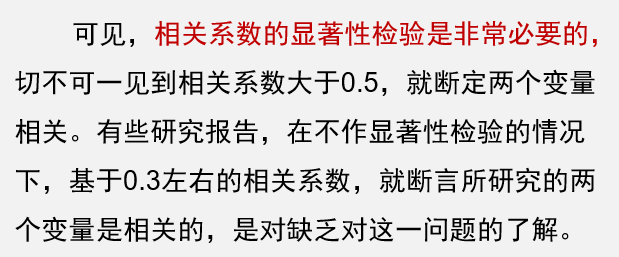 可见，相关系数的显著性检验是非常必要的，
切不可一见到相关系数大于0.5，就断定两个变量
相关。有些研究报告，在不作显著性检验的情况
下，基于0.3左右的相关系数，就断言所研究的两
个变量是相关的，是对缺乏对这一问题的了解。